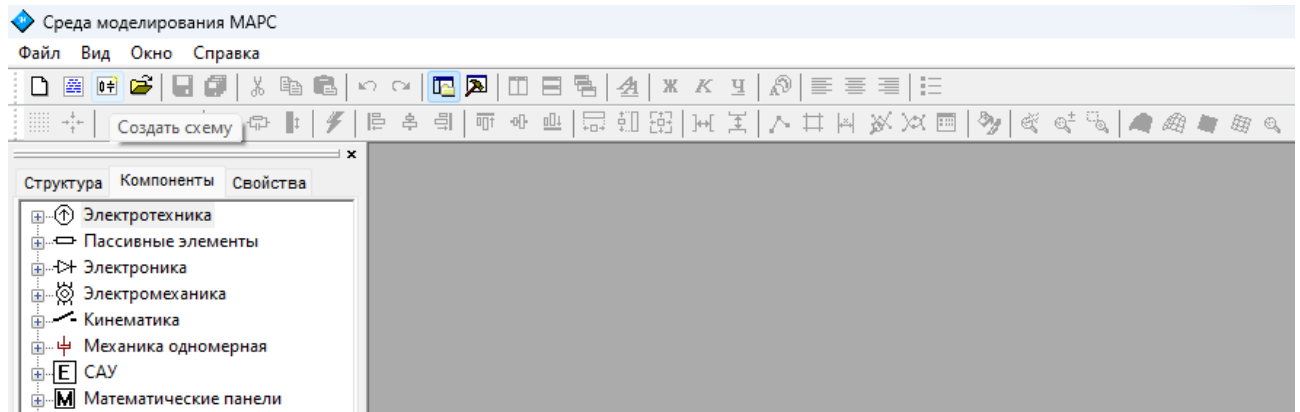 Среда моделирования МАРС
Файл Вид Окно Справка
Ж К Ч
Создать схему
Структура Компоненты Свойства
Электротехника
Пассивные элементы
Электроника
Электромеханика
Кинематика
Механика одномерная
E САУ
M Математические панели